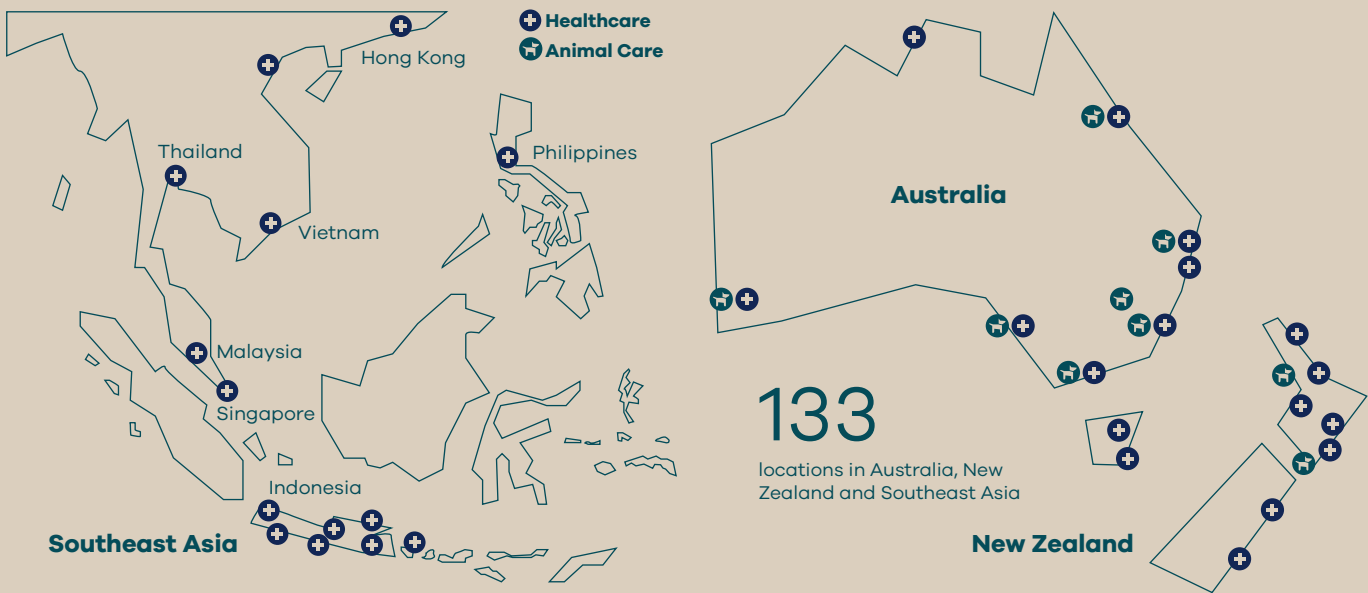 Healthcare
Animal Care
Hong Kong
Thailand
Philippines
Vietnam
Malaysia
Singapore
Indonesia
Southeast Asia
Australia
133
locations in Australia, New
Zealand and Southeast Asia
New Zealand